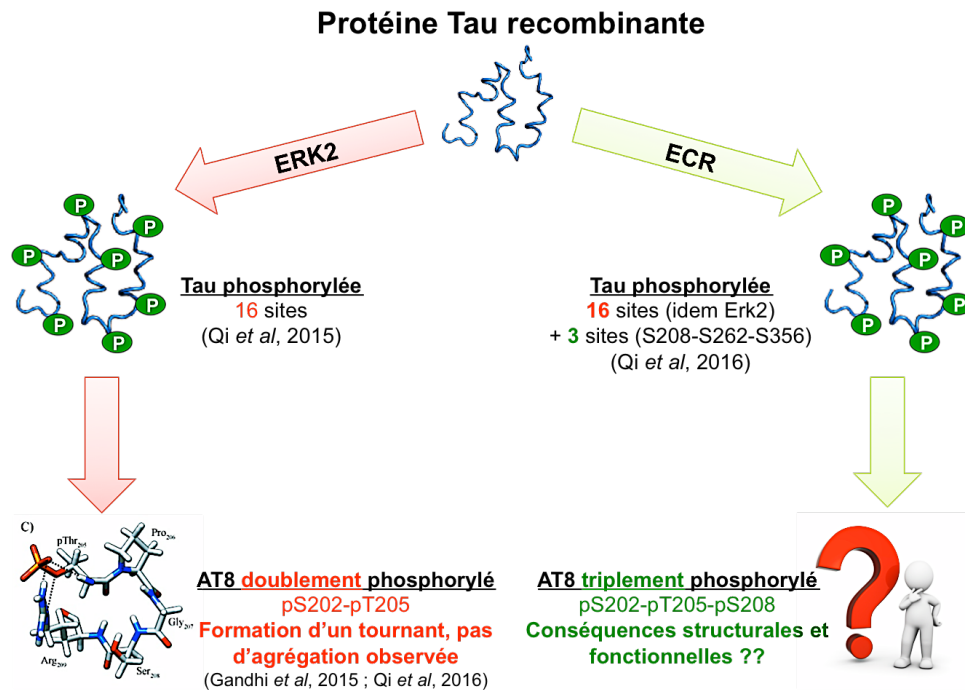 Protéine Tau recombinante
ERK2
ECR
P
P
P
P
P
P
P
P
P
P
P
P
P
P
Tau phosphorylée
16 sites
(Qi et al, 2015)
Tau phosphorylée
16 sites (idem Erk2)
+ 3 sites (S208-S262-S356)
(Qi et al, 2016)
C)
pThr205
Pro206
Gly207
Ser208
Arg209
AT8 doublement phosphorylé
pS202-pT205
Formation d’un tournant, pas
d’agrégation observée
(Gandhi et al, 2015 ; Qi et al, 2016)
AT8 triplement phosphorylé
pS202-pT205-pS208
Conséquences structurales et
fonctionnelles ??
?